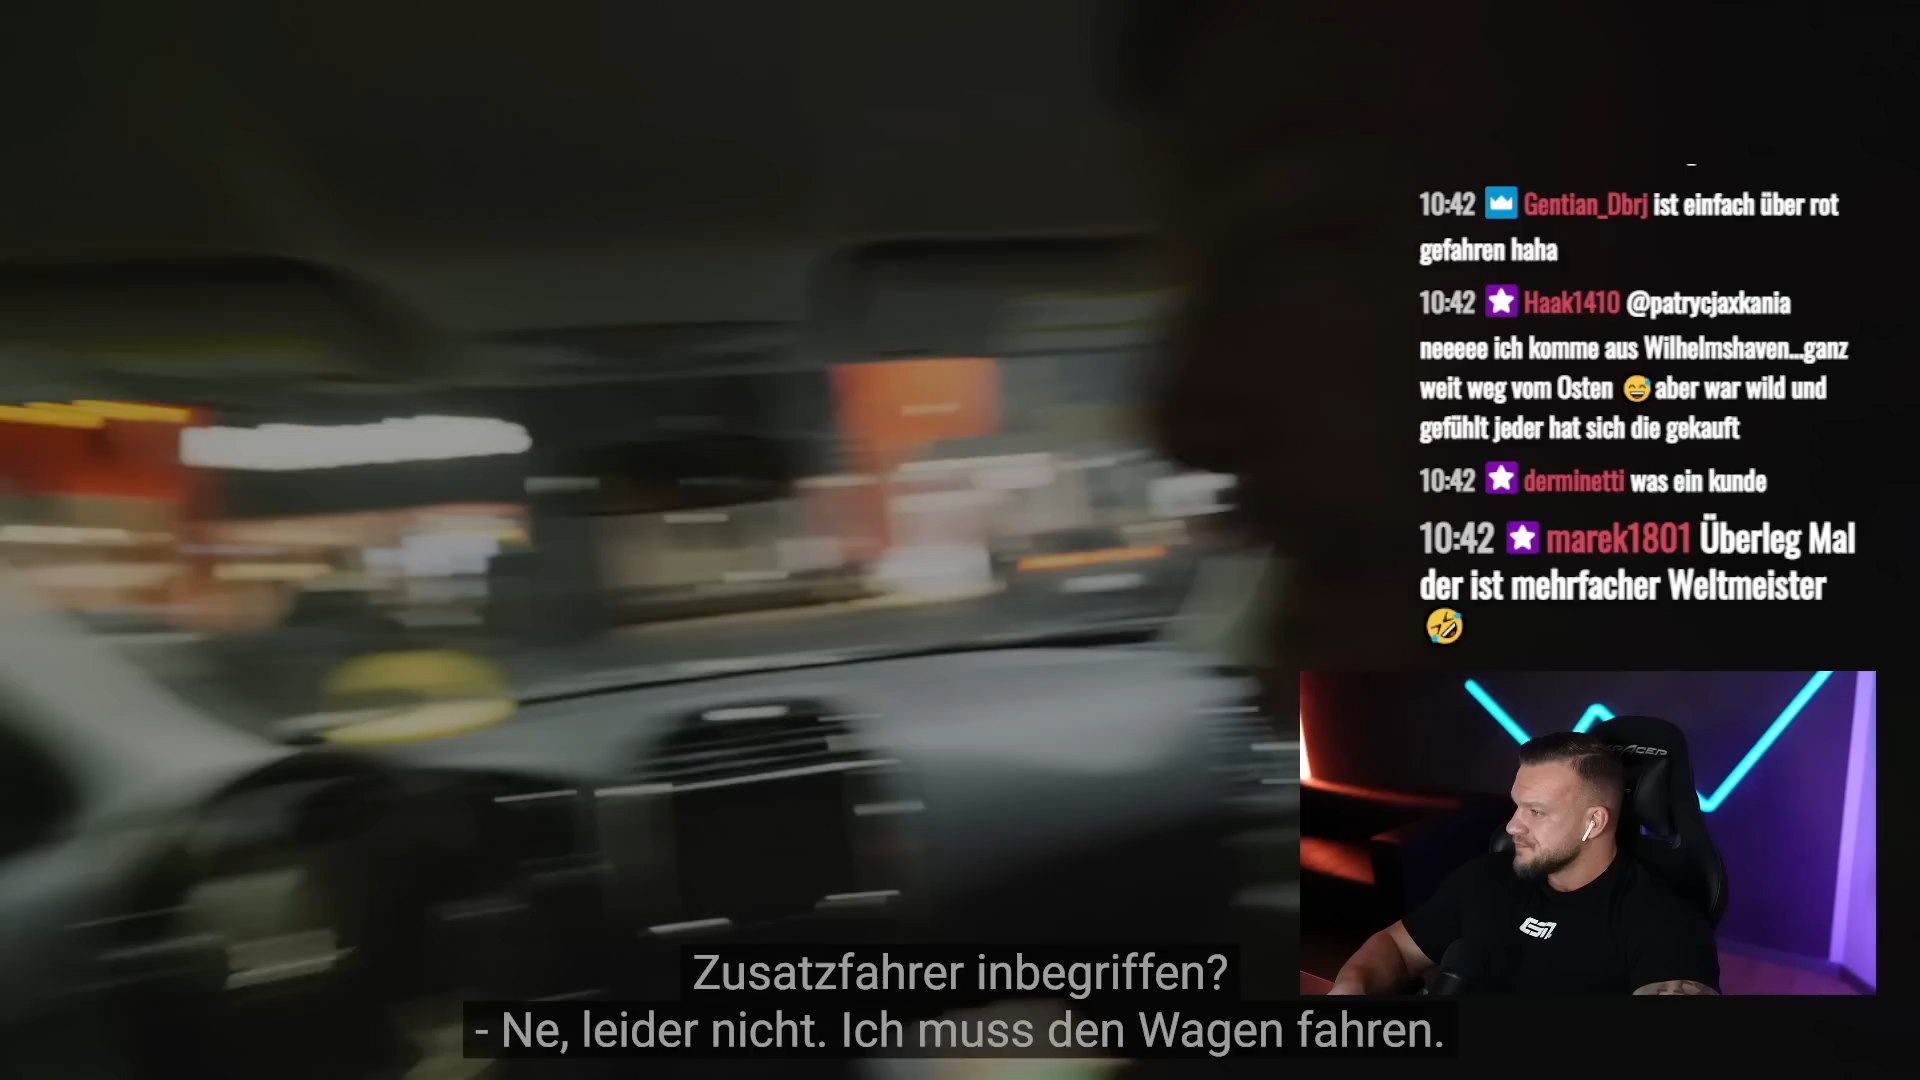 10:42 Gentian_Dbrj ist einfach über rot
gefahren haha
10:42 Haak1410 @patrycjaxkania
neeeee ich komme aus Wilhelmshaven...ganz
weit weg vom Osten 😅 aber war wild und
gefühlt jeder hat sich die gekauft
10:42 derminetti was ein kunde
10:42 marek1801 Überleg Mal
der ist mehrfacher Weltmeister
🤣
Zusatzfahrer inbegriffen?
- Ne, leider nicht. Ich muss den Wagen fahren.